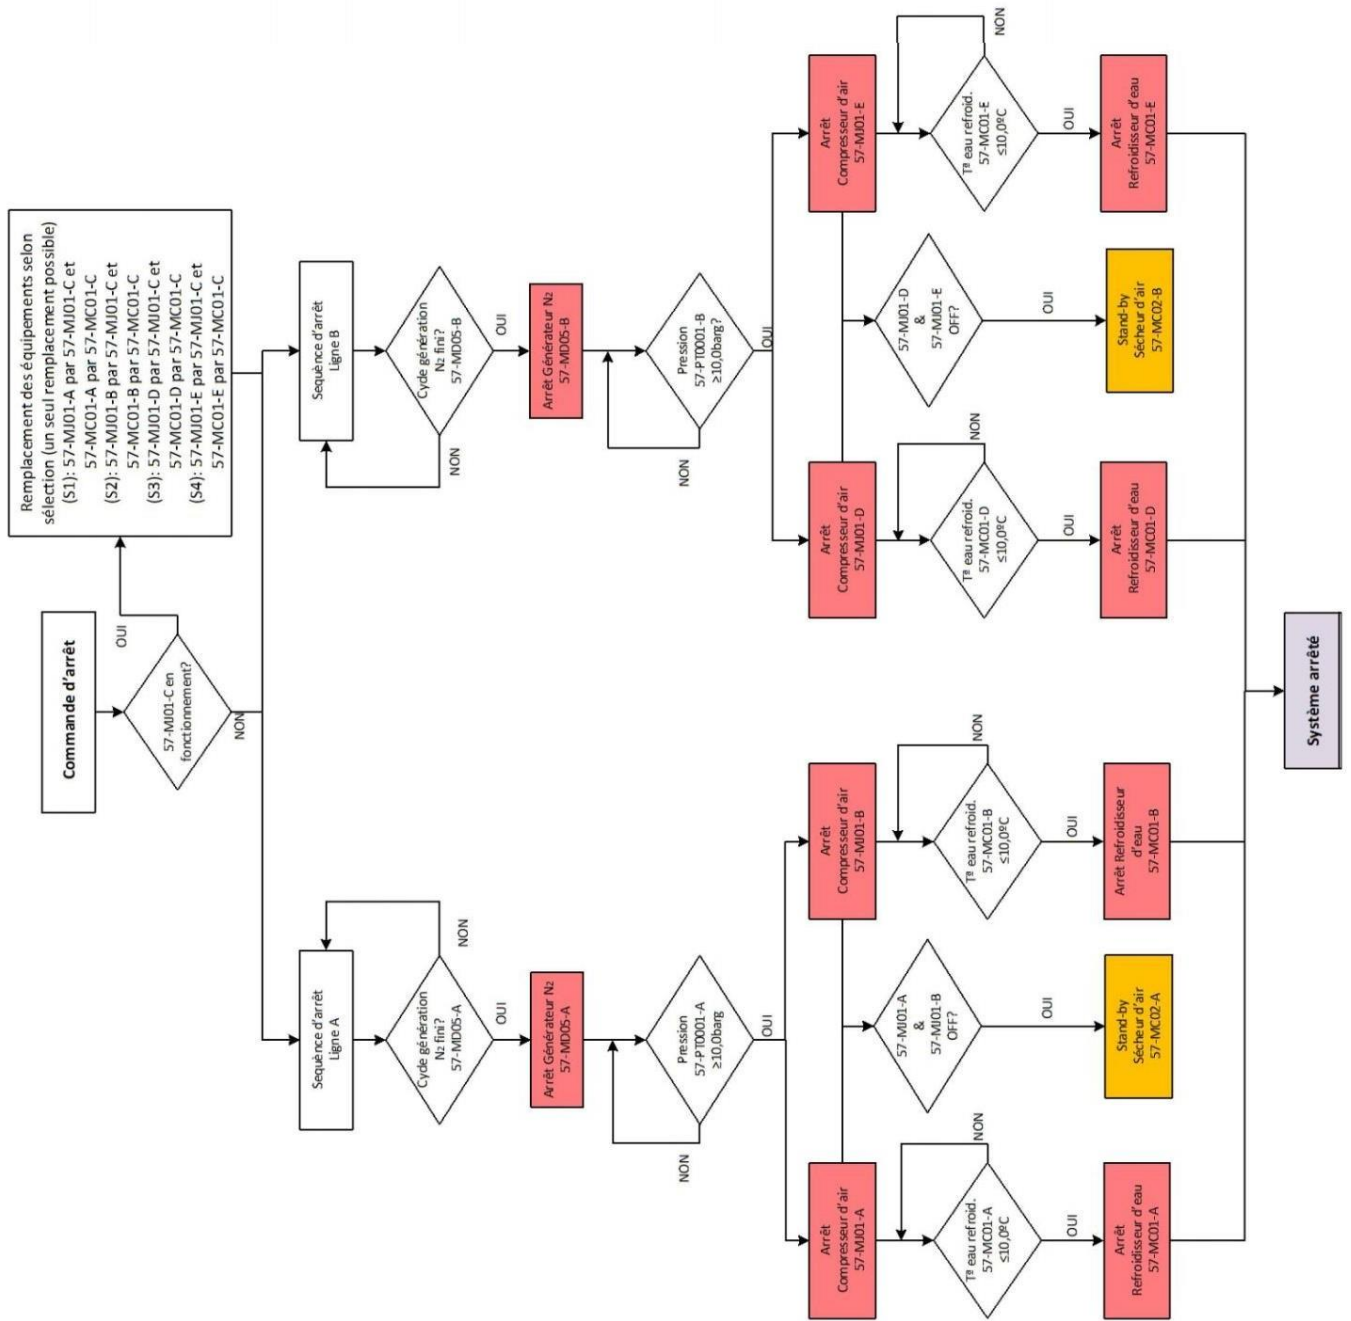 Commande d'arrêt
57-MJ01-C en
fonctionnement?
OUI
NON
Remplacement des équipements selon
sélection (un seul remplacement possible)
(S1): 57-MJ01-A par 57-MJ01-C et
57-MC01-A par 57-MC01-C
(S2): 57-MJ01-B par 57-MJ01-C et
57-MC01-B par 57-MC01-C
(S3): 57-MJ01-D par 57-MJ01-C et
57-MC01-D par 57-MC01-C
(S4): 57-MJ01-E par 57-MJ01-C et
57-MC01-E par 57-MC01-C
Sequènce d'arrêt
Ligne A
Cycle génération
N2 fini?
57-MD05-A
NON
OUI
Arrêt Générateur N2
57-MD05-A
Pression
57-PT0001-A
≥10,0barg?
NON
OUI
Arrêt
Compresseur d'air
57-MJ01-A
Tª eau refroid.
57-MC01-A
≤10,0ºC
NON
OUI
Arrêt
Refroidisseur d'eau
57-MC01-A
57-MJ01-A
&
57-MJ01-B
OFF?
OUI
Stand-by
Sécheur d'air
57-MC02-A
Arrêt
Compresseur d'air
57-MJ01-B
Tª eau refroid.
57-MC01-B
≤10,0ºC
NON
OUI
Arrêt Refroidisseur
d'eau
57-MC01-B
Sequènce d'arrêt
Ligne B
Cycle génération
N2 fini?
57-MD05-B
NON
OUI
Arrêt Générateur N2
57-MD05-B
Pression
57-PT0001-B
≥10,0barg?
NON
OUI
Arrêt
Compresseur d'air
57-MJ01-D
Tª eau refroid.
57-MC01-D
≤10,0ºC
NON
OUI
Arrêt
Refroidisseur d'eau
57-MC01-D
57-MJ01-D
&
57-MJ01-E
OFF?
OUI
Stand-by
Sécheur d'air
57-MC02-B
Arrêt
Compresseur d'air
57-MJ01-E
Tª eau refroid.
57-MC01-E
≤10,0ºC
NON
OUI
Arrêt
Refroidisseur d'eau
57-MC01-E
Système arrêté